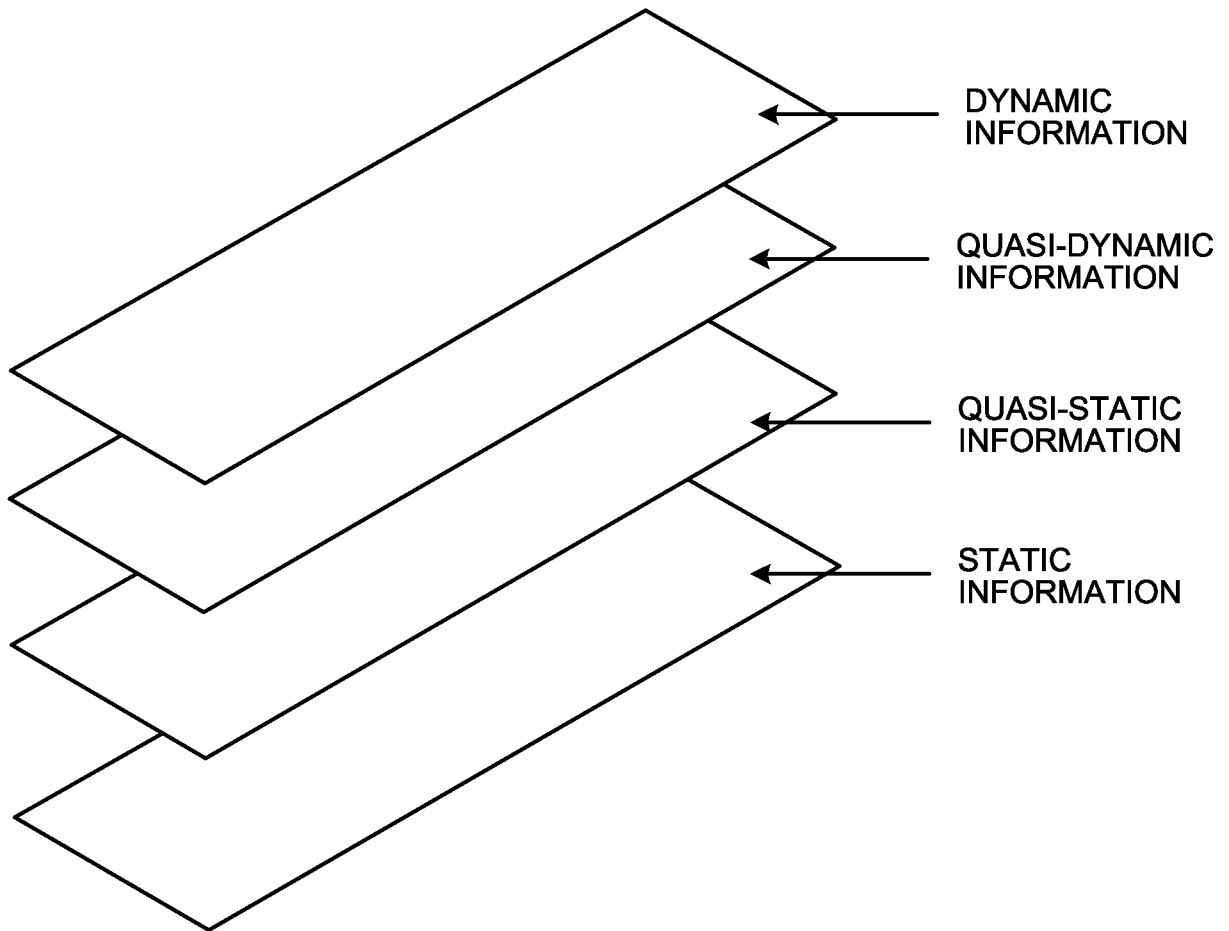 DYNAMIC
INFORMATION
QUASI-DYNAMIC
INFORMATION
QUASI-STATIC
INFORMATION
STATIC
INFORMATION